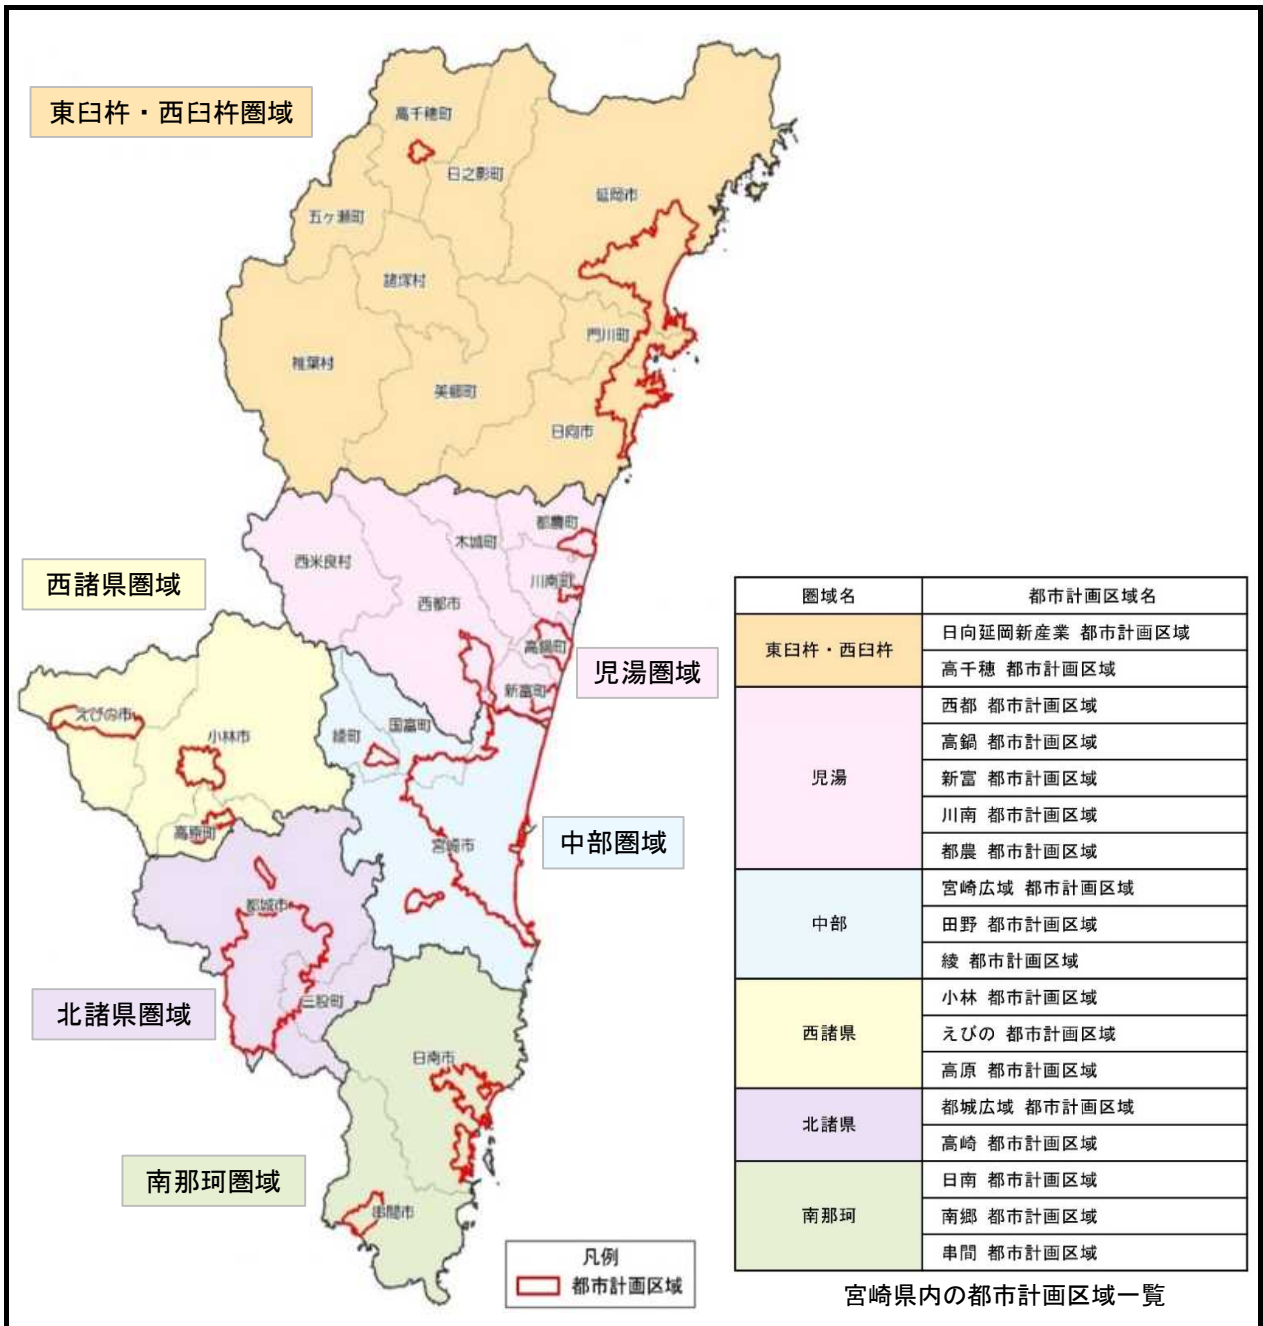 東臼杵・西臼杵圏域
高千穂町
日之影町
延岡市
五ヶ瀬町
諸塚村
門川町
椎葉村
美郷町
日向市
都農町
木城町
西米良村
川南町
西諸県圏域
西都市
高鍋町
児湯圏域
新富町
えびの市
国富町
小林市
綾町
高原町
宮崎市
中部圏域
都城市
北諸県圏域
三股町
日南市
南那珂圏域
串間市
凡例
都市計画区域
圏域名 都市計画区域名
東臼杵・西臼杵 日向延岡新産業 都市計画区域
高千穂 都市計画区域
児湯 西都 都市計画区域
高鍋 都市計画区域
新富 都市計画区域
川南 都市計画区域
都農 都市計画区域
中部 宮崎広域 都市計画区域
田野 都市計画区域
綾 都市計画区域
西諸県 小林 都市計画区域
えびの 都市計画区域
高原 都市計画区域
北諸県 都城広域 都市計画区域
高崎 都市計画区域
南那珂 日南 都市計画区域
南郷 都市計画区域
串間 都市計画区域
宮崎県内の都市計画区域一覧